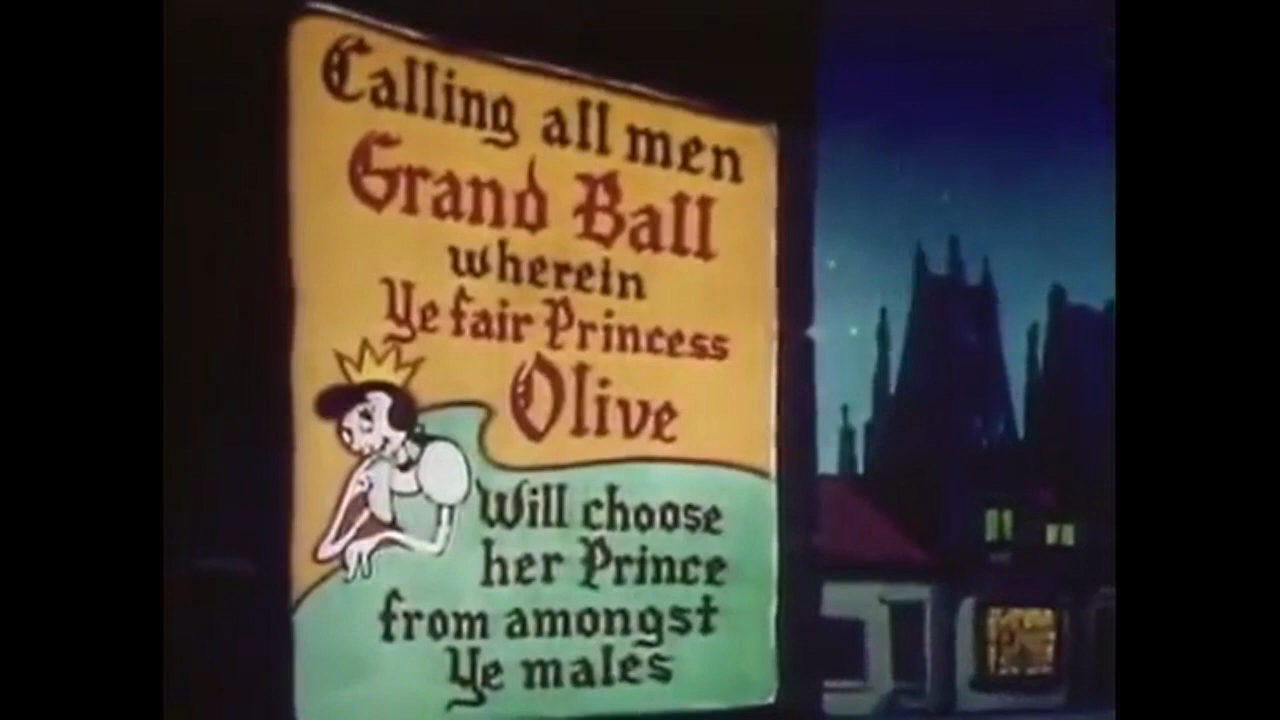 Calling all men
Grand Ball
wherein
Ye fair Princess
Olive
Will choose
her Prince
from amongst
Ye males